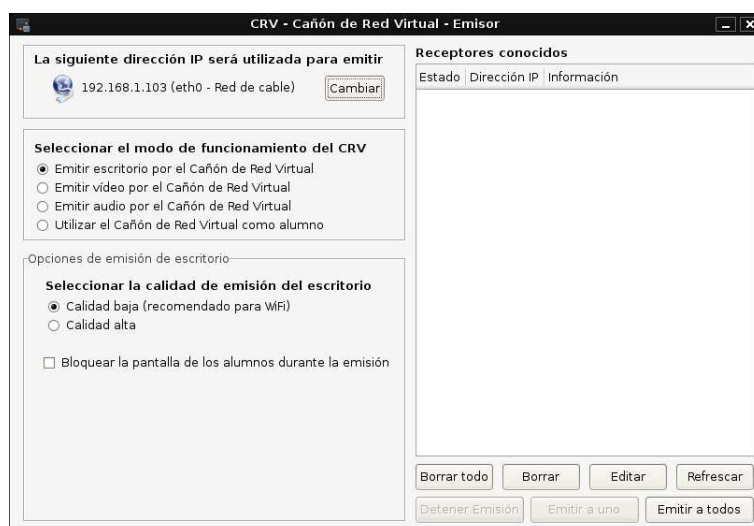 CRV - Cañón de Red Virtual - Emisor
La siguiente dirección IP será utilizada para emitir
192.168.1.103 (eth0 - Red de cable)
Cambiar
Seleccionar el modo de funcionamiento del CRV
Emitir escritorio por el Cañón de Red Virtual
Emitir vídeo por el Cañón de Red Virtual
Emitir audio por el Cañón de Red Virtual
Utilizar el Cañón de Red Virtual como alumno
Opciones de emisión de escritorio
Seleccionar la calidad de emisión del escritorio
Calidad baja (recomendado para WiFi)
Calidad alta
Bloquear la pantalla de los alumnos durante la emisión
Receptores conocidos
Estado Dirección IP Información
Borrar todo Borrar Editar Refrescar
Detener Emisión Emitir a uno Emitir a todos